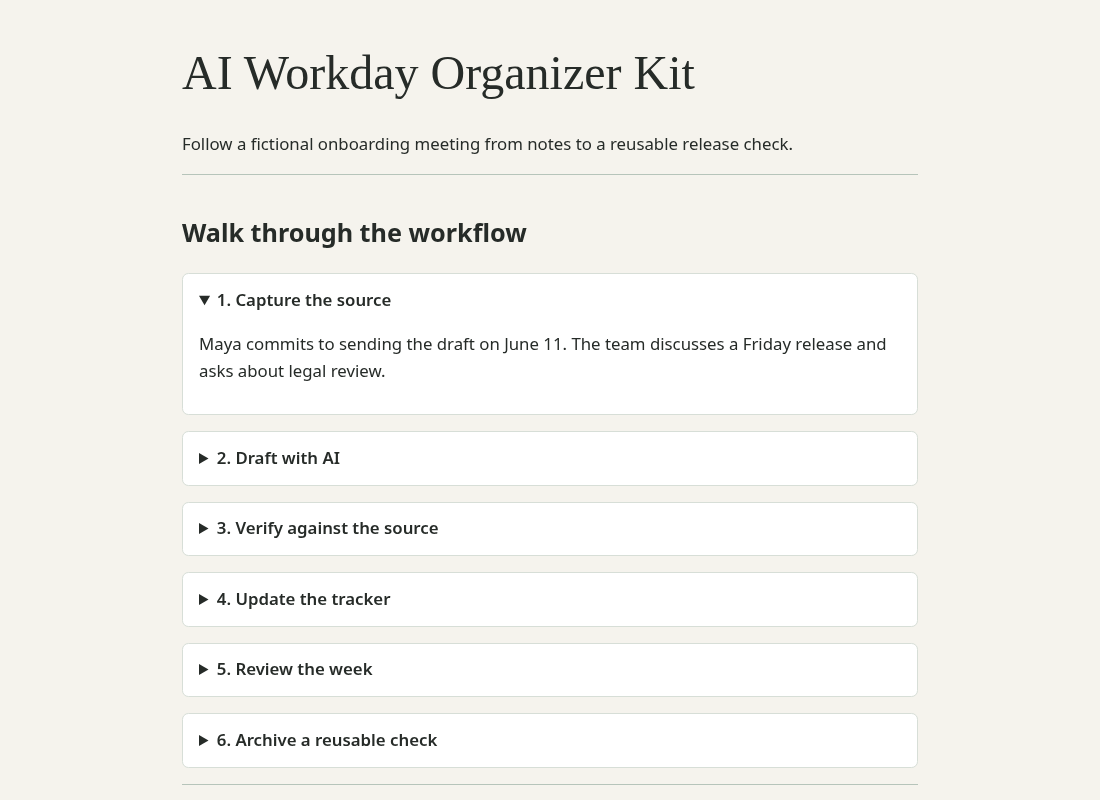 AI Workday Organizer Kit
Follow a fictional onboarding meeting from notes to a reusable release check.
Walk through the workflow
1. Capture the source
Maya commits to sending the draft on June 11. The team discusses a Friday release and
asks about legal review.
2. Draft with AI
3. Verify against the source
4. Update the tracker
5. Review the week
6. Archive a reusable check